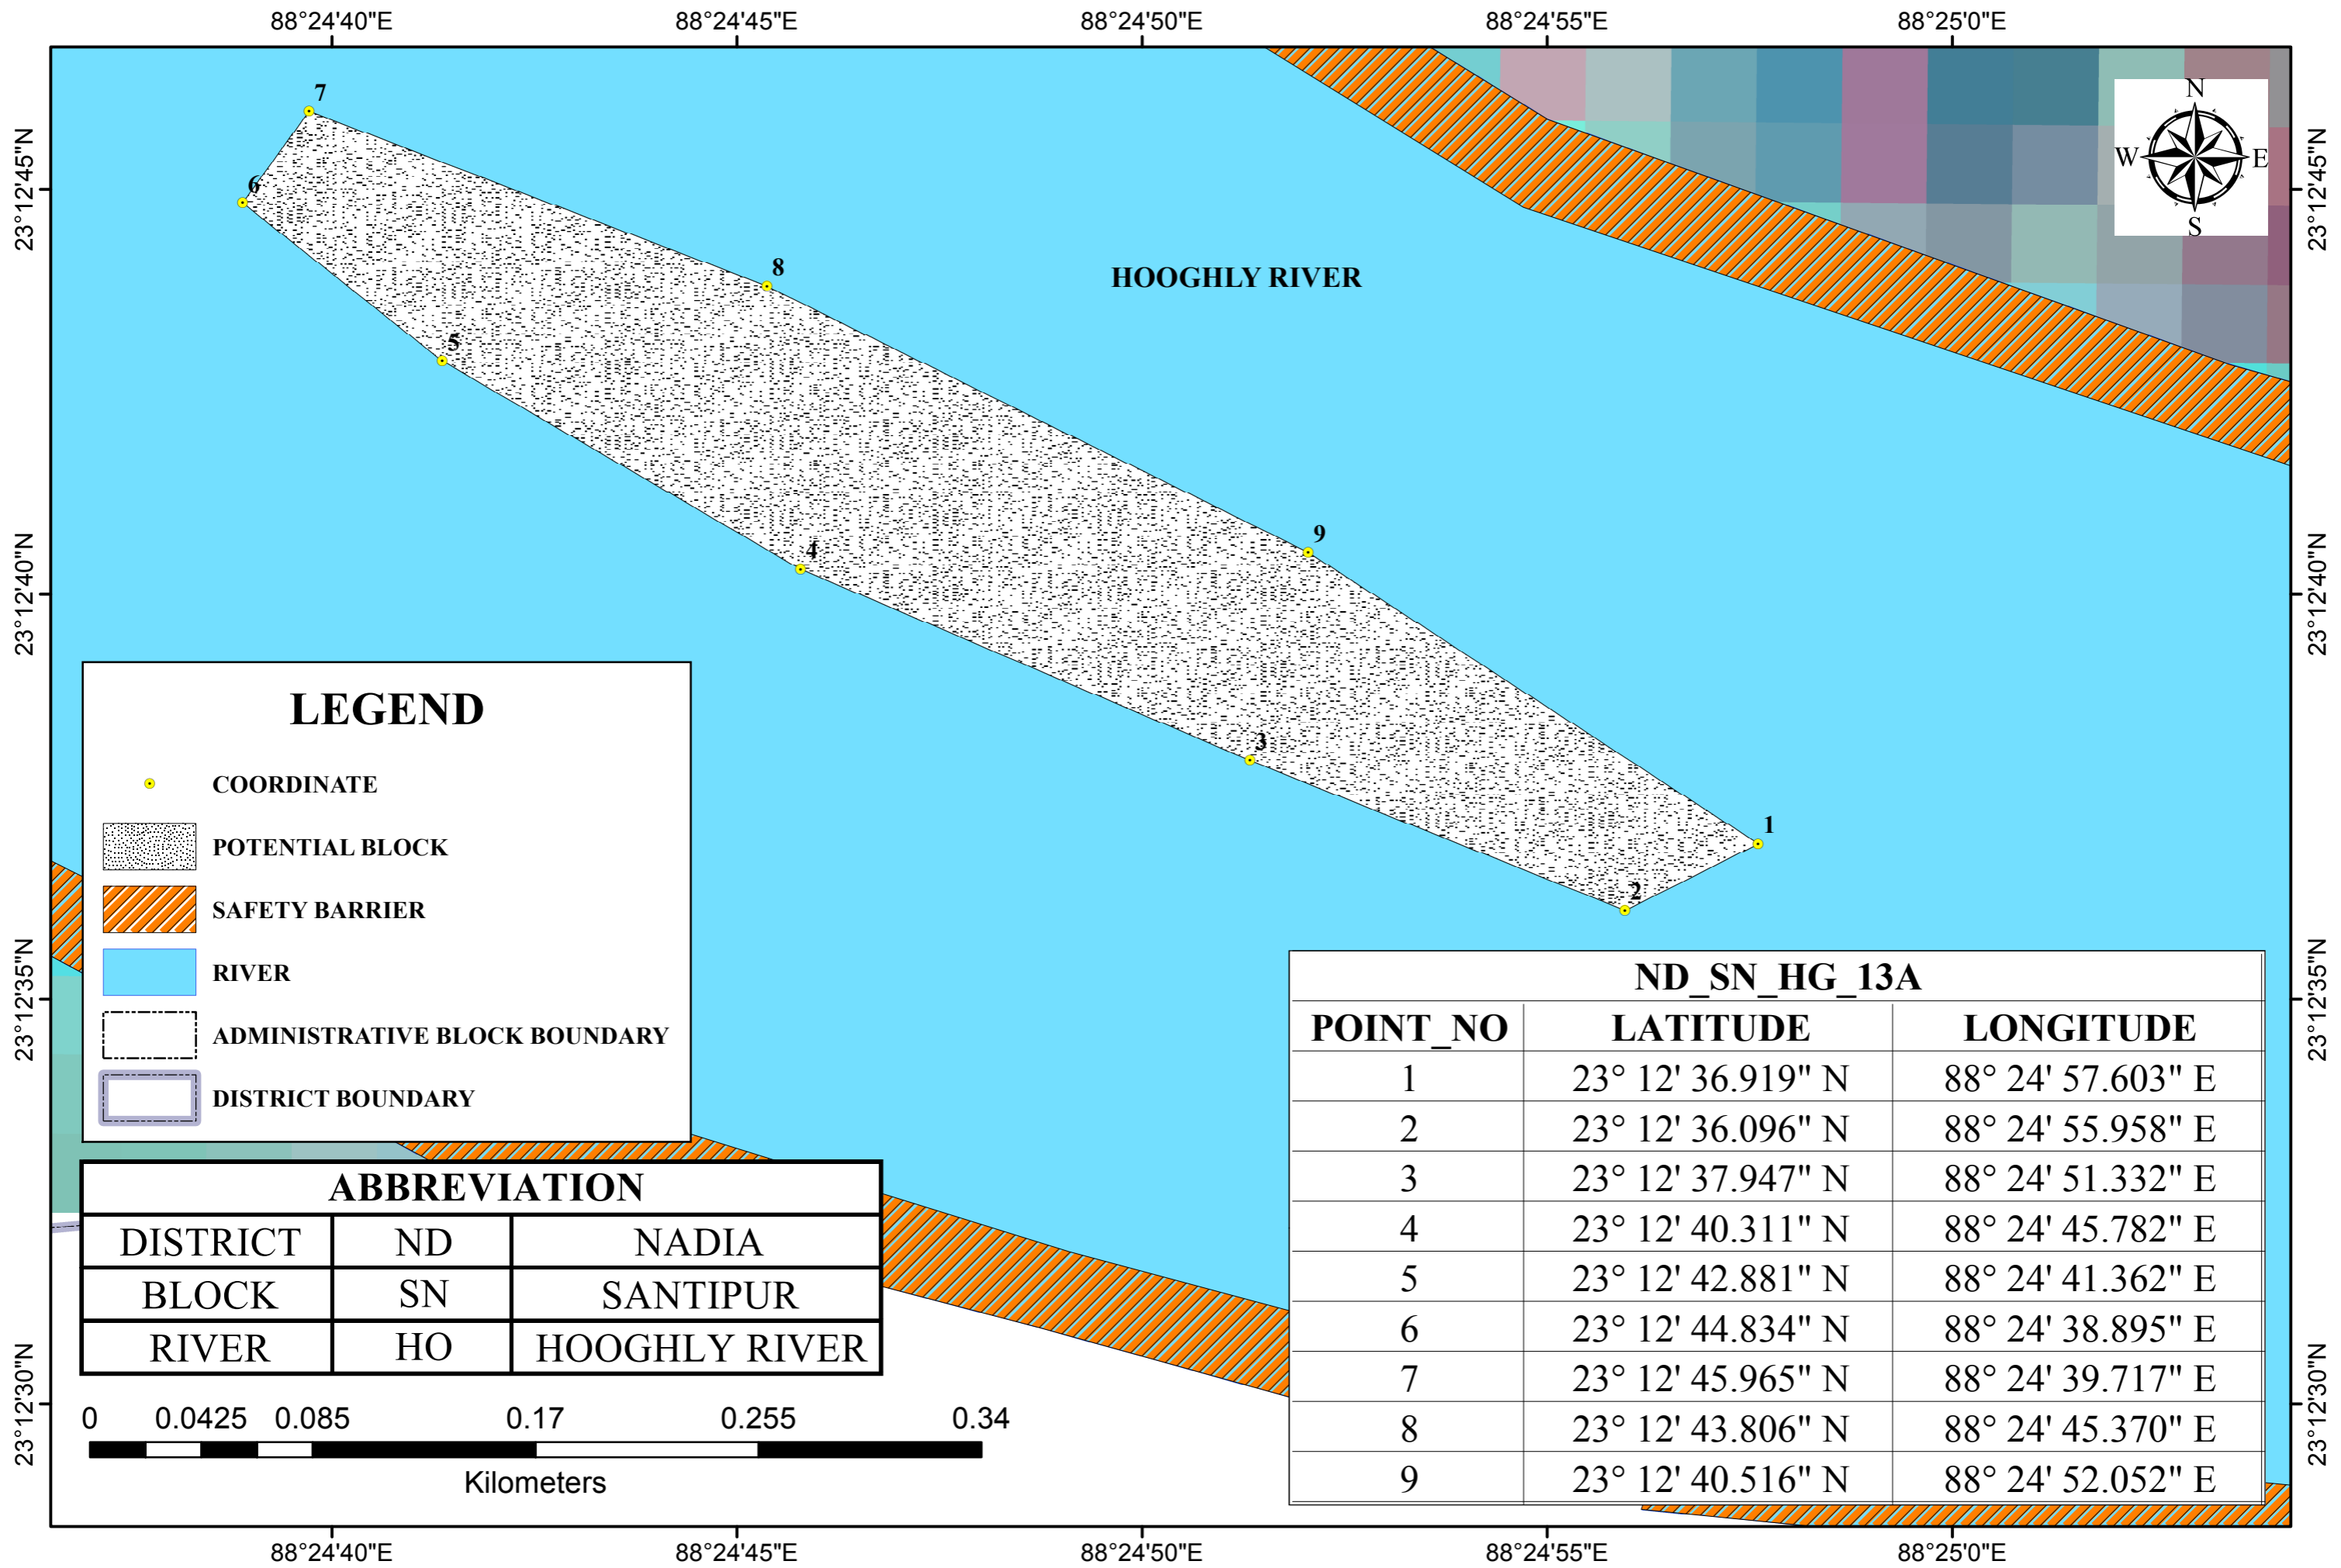 88°24'40"E 88°24'45"E 88°24'50"E 88°24'55"E 88°25'0"E
23°12'45"N
23°12'40"N
23°12'35"N
23°12'30"N
23°12'45"N
23°12'40"N
23°12'35"N
23°12'30"N
N
W E
S
7
6
8
HOOGHLY RIVER
5
9
4
3
1
2
LEGEND
COORDINATE
POTENTIAL BLOCK
SAFETY BARRIER
RIVER
ADMINISTRATIVE BLOCK BOUNDARY
DISTRICT BOUNDARY
ABBREVIATION
DISTRICT ND NADIA
BLOCK SN SANTIPUR
RIVER HO HOOGHLY RIVER
0 0.0425 0.085 0.17 0.255 0.34
Kilometers
ND_SN_HG_13A
POINT_NO LATITUDE LONGITUDE
1 23° 12' 36.919" N 88° 24' 57.603" E
2 23° 12' 36.096" N 88° 24' 55.958" E
3 23° 12' 37.947" N 88° 24' 51.332" E
4 23° 12' 40.311" N 88° 24' 45.782" E
5 23° 12' 42.881" N 88° 24' 41.362" E
6 23° 12' 44.834" N 88° 24' 38.895" E
7 23° 12' 45.965" N 88° 24' 39.717" E
8 23° 12' 43.806" N 88° 24' 45.370" E
9 23° 12' 40.516" N 88° 24' 52.052" E
88°24'40"E 88°24'45"E 88°24'50"E 88°24'55"E 88°25'0"E